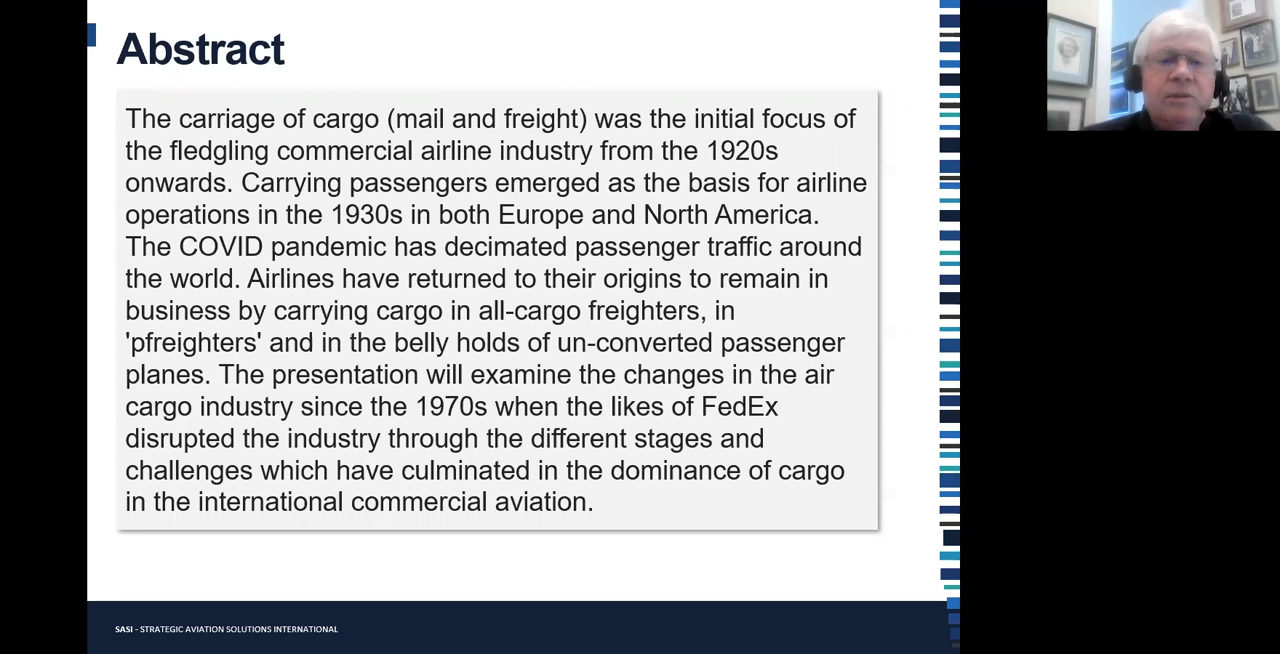 Abstract
The carriage of cargo (mail and freight) was the initial focus of
the fledgling commercial airline industry from the 1920s
onwards. Carrying passengers emerged as the basis for airline
operations in the 1930s in both Europe and North America.
The COVID pandemic has decimated passenger traffic around
the world. Airlines have returned to their origins to remain in
business by carrying cargo in all-cargo freighters, in
'pfreighters' and in the belly holds of un-converted passenger
planes. The presentation will examine the changes in the air
cargo industry since the 1970s when the likes of FedEx
disrupted the industry through the different stages and
challenges which have culminated in the dominance of cargo
in the international commercial aviation.
SASI - STRATEGIC AVIATION SOLUTIONS INTERNATIONAL